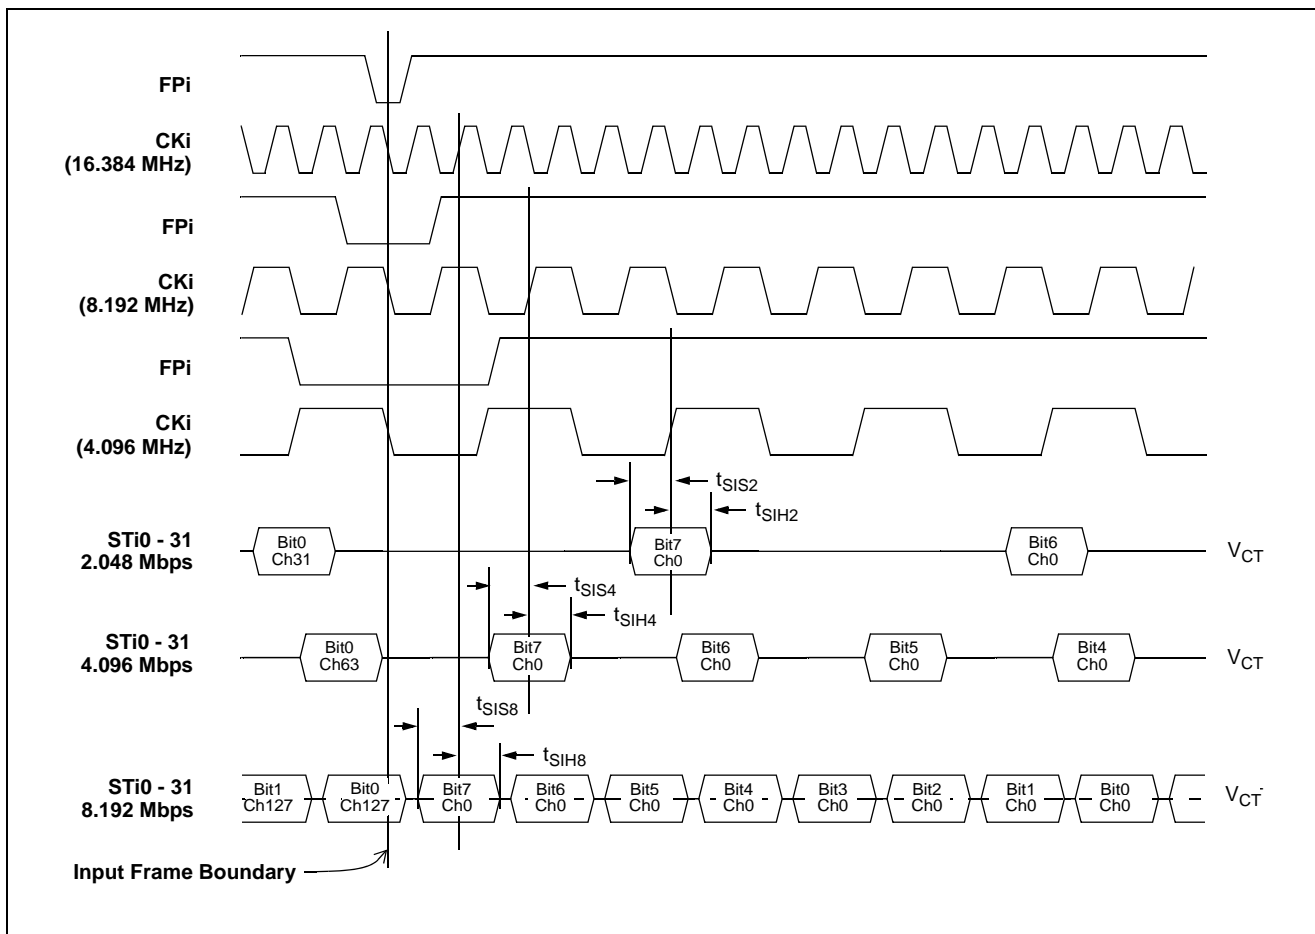 FPi
CKi
(16.384 MHz)
FPi
CKi
(8.192 MHz)
FPi
CKi
(4.096 MHz)
tSIS2
tSIH2
STi0 - 31
2.048 Mbps
Bit0
Ch31
Bit7
Ch0
Bit6
Ch0
VCT
tSIS4
tSIH4
STi0 - 31
4.096 Mbps
Bit0
Ch63
Bit7
Ch0
Bit6
Ch0
Bit5
Ch0
Bit4
Ch0
VCT
tSIS8
tSIH8
STi0 - 31
8.192 Mbps
Bit1
Ch127
Bit0
Ch127
Bit7
Ch0
Bit6
Ch0
Bit5
Ch0
Bit4
Ch0
Bit3
Ch0
Bit2
Ch0
Bit1
Ch0
Bit0
Ch0
VCT
Input Frame Boundary